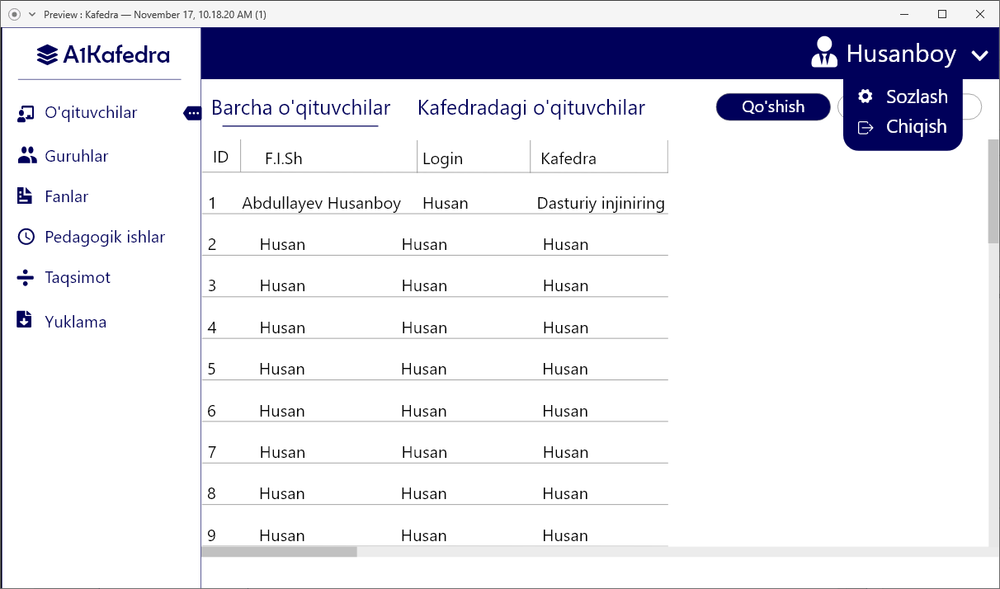 Preview : Kafedra — November 17, 10.18.20 AM (1)
A1Kafedra
Husanboy
Sozlash
Chiqish
O'qituvchilar
Guruhlar
Fanlar
Pedagogik ishlar
Taqsimot
Yuklama
Barcha o'qituvchilar Kafedradagi o'qituvchilar Qo'shish
ID F.I.Sh Login Kafedra
1 Abdullayev Husanboy Husan Dasturiy injiniring
2 Husan Husan Husan
3 Husan Husan Husan
4 Husan Husan Husan
5 Husan Husan Husan
6 Husan Husan Husan
7 Husan Husan Husan
8 Husan Husan Husan
9 Husan Husan Husan